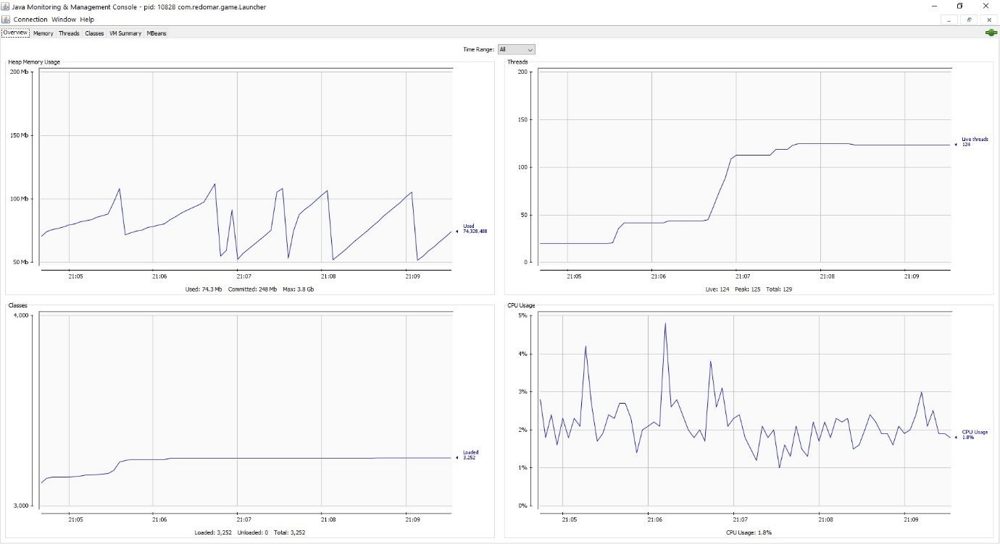 Java Monitoring & Management Console - pid: 10828 com.redomar.game.Launcher
Connection Window Help
Overview Memory Threads Classes VM Summary MBeans
Time Range: All
Heap Memory Usage
200 Mb
150 Mb
100 Mb
50 Mb
Used
74,328,488
21:05 21:06 21:07 21:08 21:09
Used: 74.3 Mb Committed: 248 Mb Max: 3.8 Gb
Threads
200
150
100
50
0
Live threads
124
21:05 21:06 21:07 21:08 21:09
Live: 124 Peak: 125 Total: 129
Classes
4,000
3,000
Loaded
3,252
21:05 21:06 21:07 21:08 21:09
Loaded: 3,252 Unloaded: 0 Total: 3,252
CPU Usage
5%
4%
3%
2%
1%
0%
CPU Usage
1.8%
21:05 21:06 21:07 21:08 21:09
CPU Usage: 1.8%